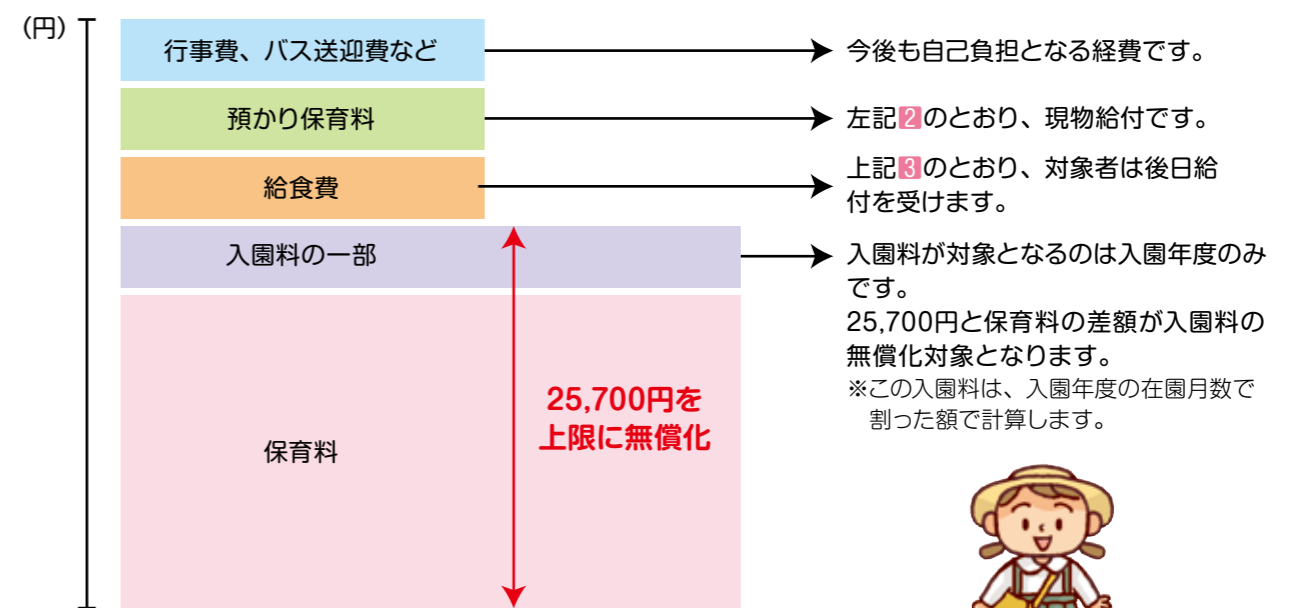 (円)
行事費、バス送迎費など
今後も自己負担となる経費です。
預かり保育料
左記2のとおり、現物給付です。
給食費
上記3のとおり、対象者は後日給
付を受けます。
入園料の一部
入園料が対象となるのは入園年度のみ
です。
25,700円と保育料の差額が入園料の
無償化対象となります。
※この入園料は、入園年度の在園月数で
割った額で計算します。
25,700円を
上限に無償化
保育料